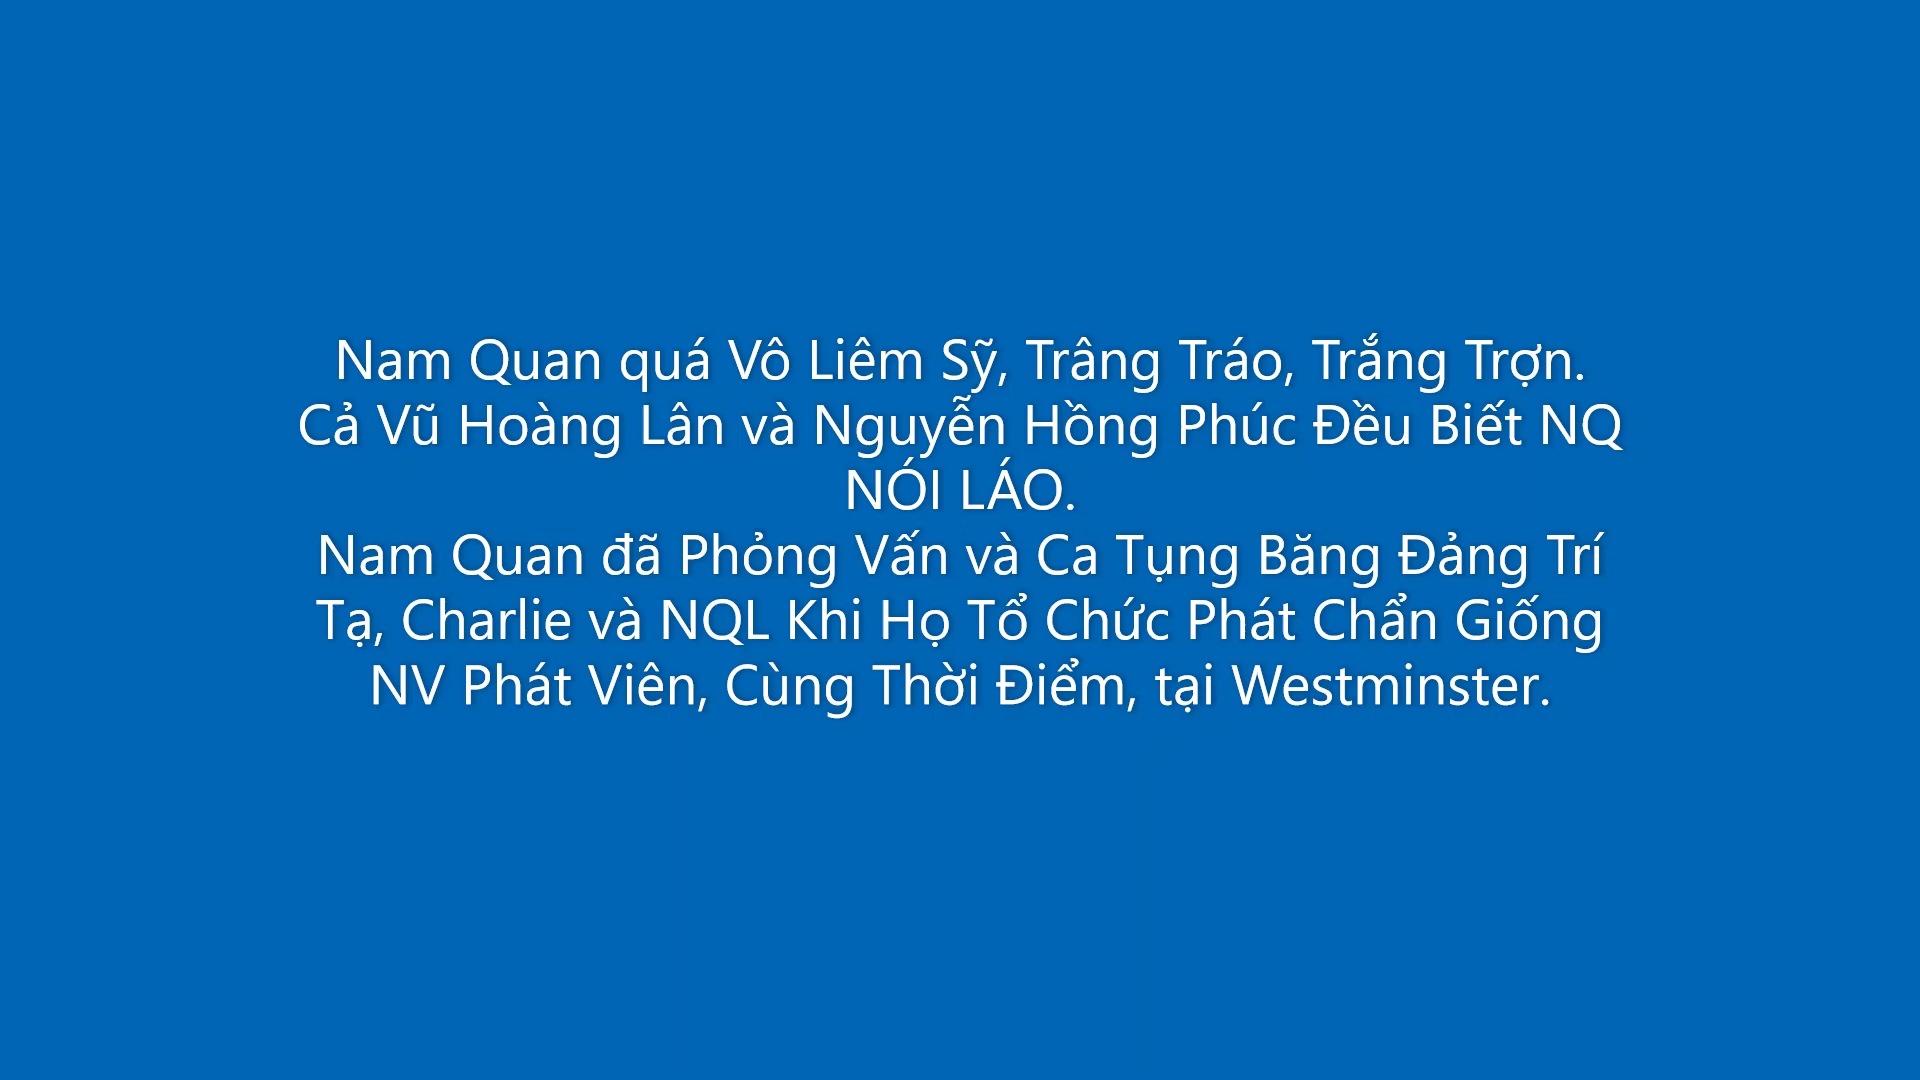 Nam Quan quá Vô Liêm Sỹ, Trâng Tráo, Trắng Trợn.
Cả Vũ Hoàng Lân và Nguyễn Hồng Phúc Đều Biết NQ
NÓI LÁO.
Nam Quan đã Phỏng Vấn và Ca Tụng Băng Đảng Trí
Tạ, Charlie và NQL Khi Họ Tổ Chức Phát Chẩn Giống
NV Phát Viên, Cùng Thời Điểm, tại Westminster.